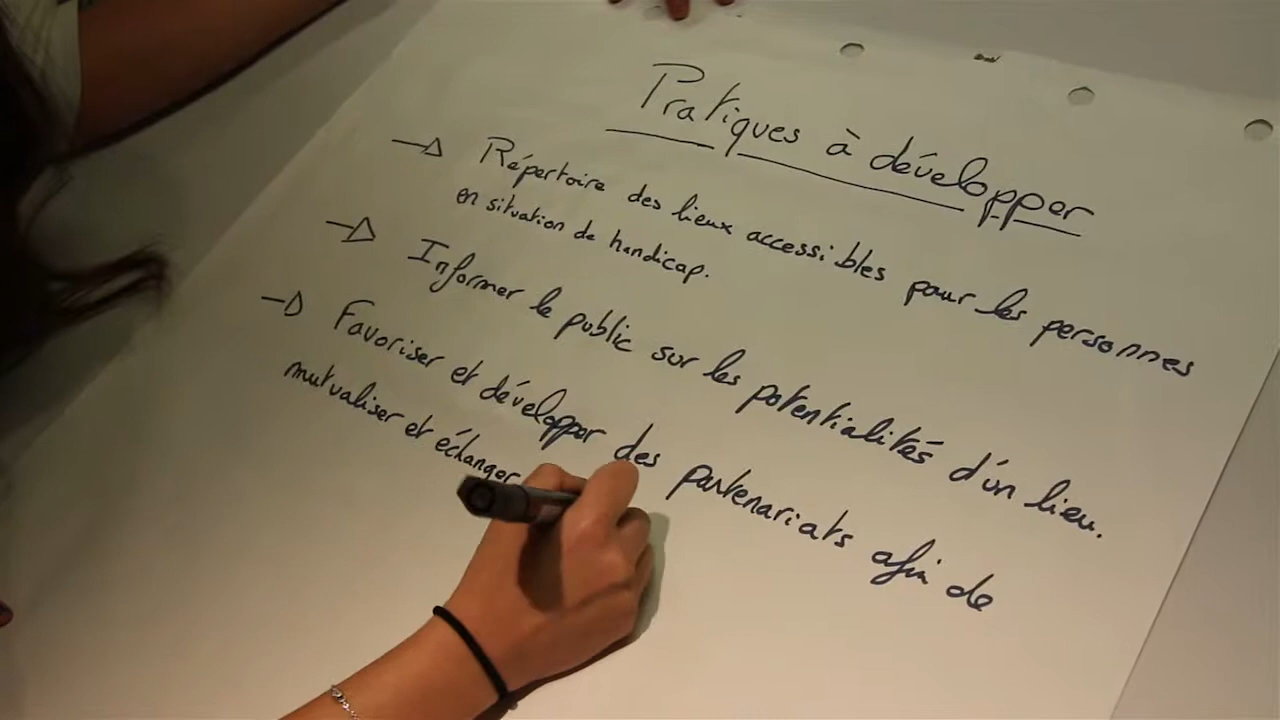 Pratiques à développer
Répertoire des lieux accessibles pour les personnes
en situation de handicap.
Informer le public sur les potentialités d'un lieu.
Favoriser et développer des partenariats afin de
mutualiser et échanger